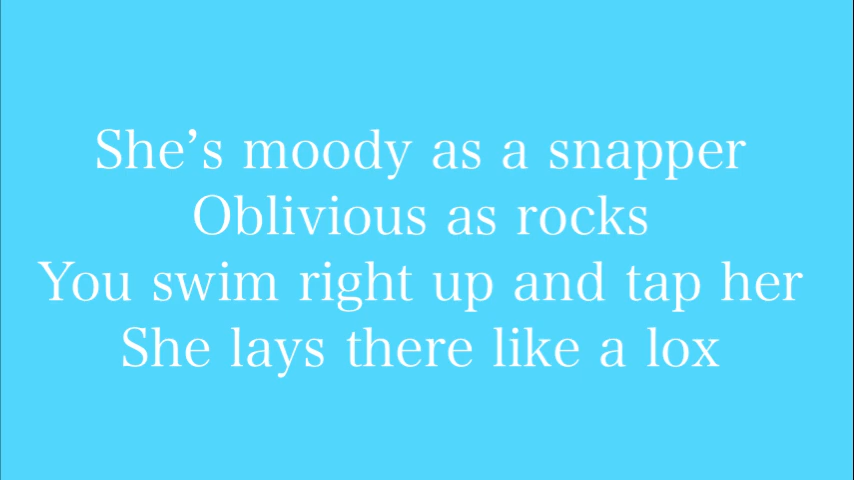 She’s moody as a snapper
Oblivious as rocks
You swim right up and tap her
She lays there like a lox